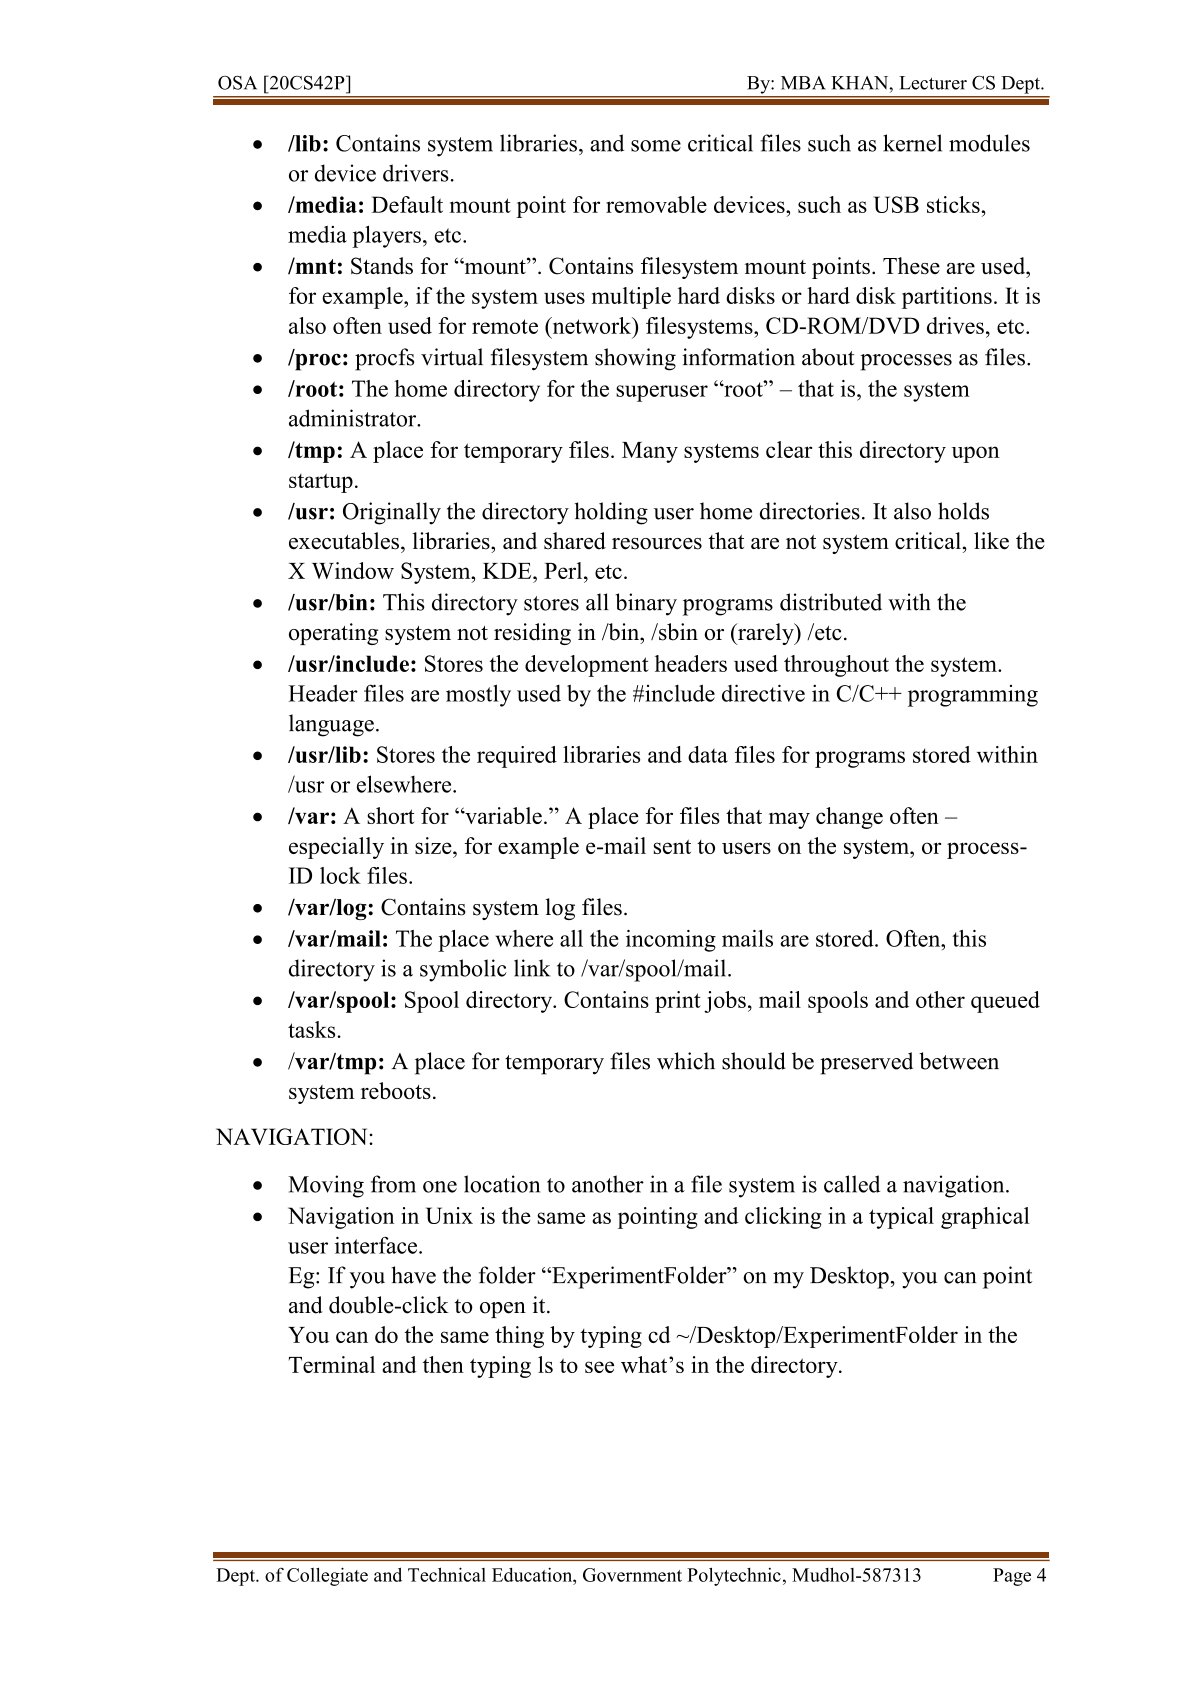 OSA [20CS42P] By: MBA KHAN, Lecturer CS Dept.
• /lib: Contains system libraries, and some critical files such as kernel modules
or device drivers.
• /media: Default mount point for removable devices, such as USB sticks,
media players, etc.
• /mnt: Stands for “mount”. Contains filesystem mount points. These are used,
for example, if the system uses multiple hard disks or hard disk partitions. It is
also often used for remote (network) filesystems, CD-ROM/DVD drives, etc.
• /proc: procfs virtual filesystem showing information about processes as files.
• /root: The home directory for the superuser “root” – that is, the system
administrator.
• /tmp: A place for temporary files. Many systems clear this directory upon
startup.
• /usr: Originally the directory holding user home directories. It also holds
executables, libraries, and shared resources that are not system critical, like the
X Window System, KDE, Perl, etc.
• /usr/bin: This directory stores all binary programs distributed with the
operating system not residing in /bin, /sbin or (rarely) /etc.
• /usr/include: Stores the development headers used throughout the system.
Header files are mostly used by the #include directive in C/C++ programming
language.
• /usr/lib: Stores the required libraries and data files for programs stored within
/usr or elsewhere.
• /var: A short for “variable.” A place for files that may change often –
especially in size, for example e-mail sent to users on the system, or process-
ID lock files.
• /var/log: Contains system log files.
• /var/mail: The place where all the incoming mails are stored. Often, this
directory is a symbolic link to /var/spool/mail.
• /var/spool: Spool directory. Contains print jobs, mail spools and other queued
tasks.
• /var/tmp: A place for temporary files which should be preserved between
system reboots.
NAVIGATION:
• Moving from one location to another in a file system is called a navigation.
• Navigation in Unix is the same as pointing and clicking in a typical graphical
user interface.
Eg: If you have the folder “ExperimentFolder” on my Desktop, you can point
and double-click to open it.
You can do the same thing by typing cd ~/Desktop/ExperimentFolder in the
Terminal and then typing ls to see what’s in the directory.
Dept. of Collegiate and Technical Education, Government Polytechnic, Mudhol-587313 Page 4